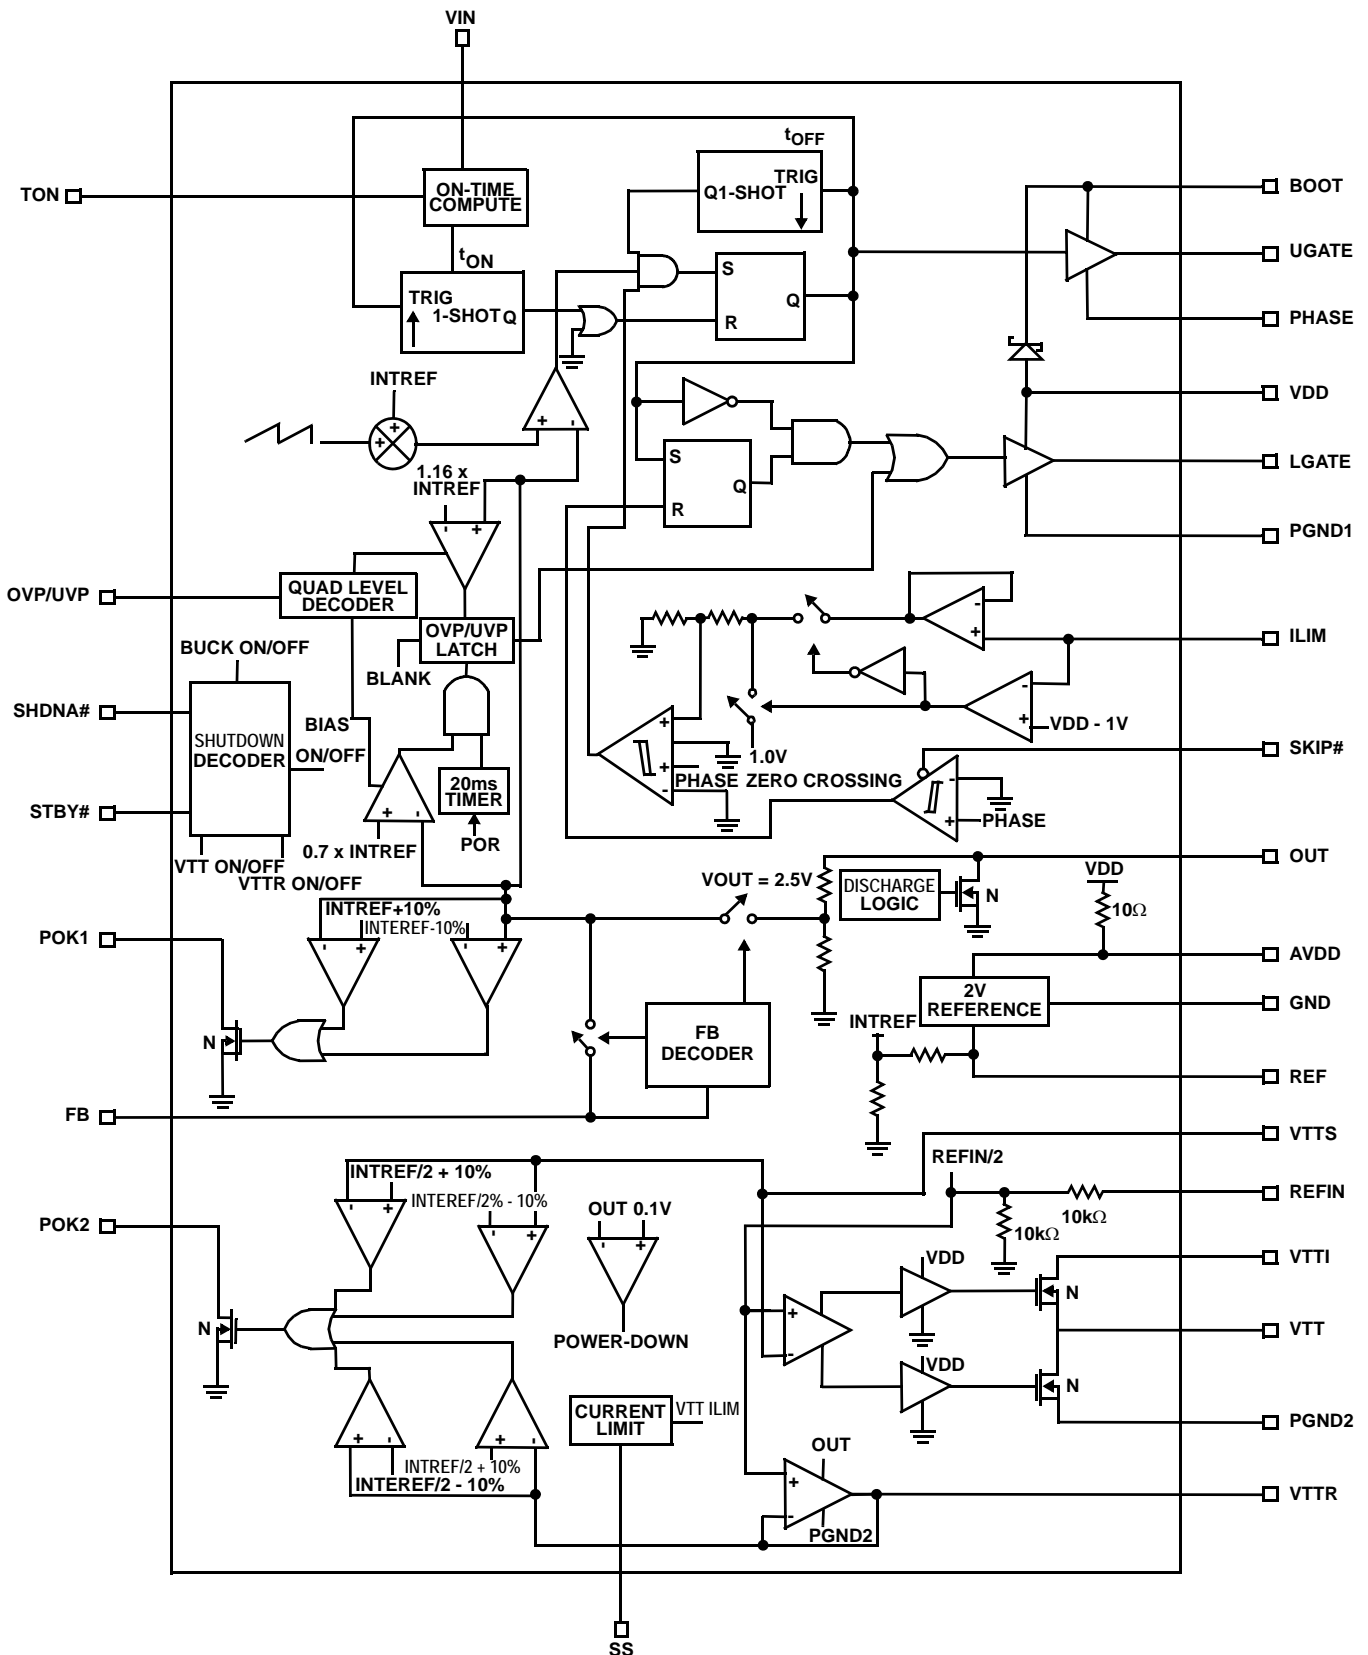 VIN
tOFF
TON
ON-TIME
COMPUTE
TRIG
Q1-SHOT
BOOT
tON
TRIG
1-SHOT Q
S
Q
R
UGATE
PHASE
INTREF
+
+
+
-
VDD
1.16 x
INTREF
-
+
S
Q
R
LGATE
PGND1
OVP/UVP
QUAD LEVEL
DECODER
OVP/UVP
LATCH
BLANK
-
+
ILIM
BUCK ON/OFF
SHDNA#
SHUTDOWN
DECODER
BIAS
ON/OFF
20ms
TIMER
+
-
POR
+
+
-
1.0V
-
+
VDD - 1V
SKIP#
PHASE ZERO CROSSING
-
+
PHASE
STBY#
VTT ON/OFF
VTTR ON/OFF
0.7 x INTREF
OUT
VOUT = 2.5V
DISCHARGE
LOGIC
N
VDD
10Ω
INTREF+10%
INTEREF-10%
-
+
-
+
POK1
AVDD
2V
REFERENCE
GND
N
FB
DECODER
INTREF
REF
FB
VTTS
INTREF/2 + 10%
INTEREF/2% - 10%
REFIN/2
REFIN
10kΩ
10kΩ
-
+
-
+
OUT 0.1V
-
+
POK2
VDD
N
VTTI
N
POWER-DOWN
+
-
VTT
VDD
N
CURRENT
LIMIT
VTT ILIM
PGND2
+
-
+
-
INTREF/2 + 10%
INTEREF/2 - 10%
OUT
+
-
PGND2
VTTR
SS